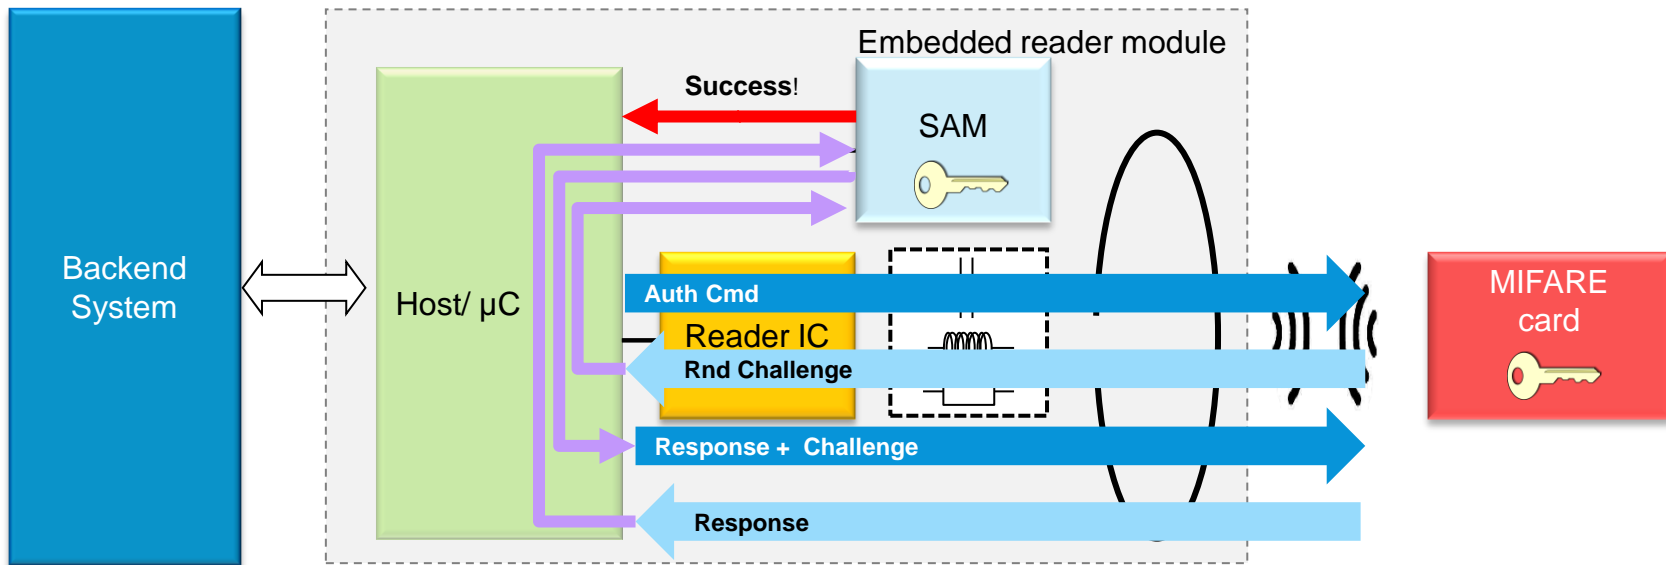 Embedded reader module
Success!
SAM
Backend
System
Host/ µC
Auth Cmd
Reader IC
Rnd Challenge
MIFARE
card
Response + Challenge
Response